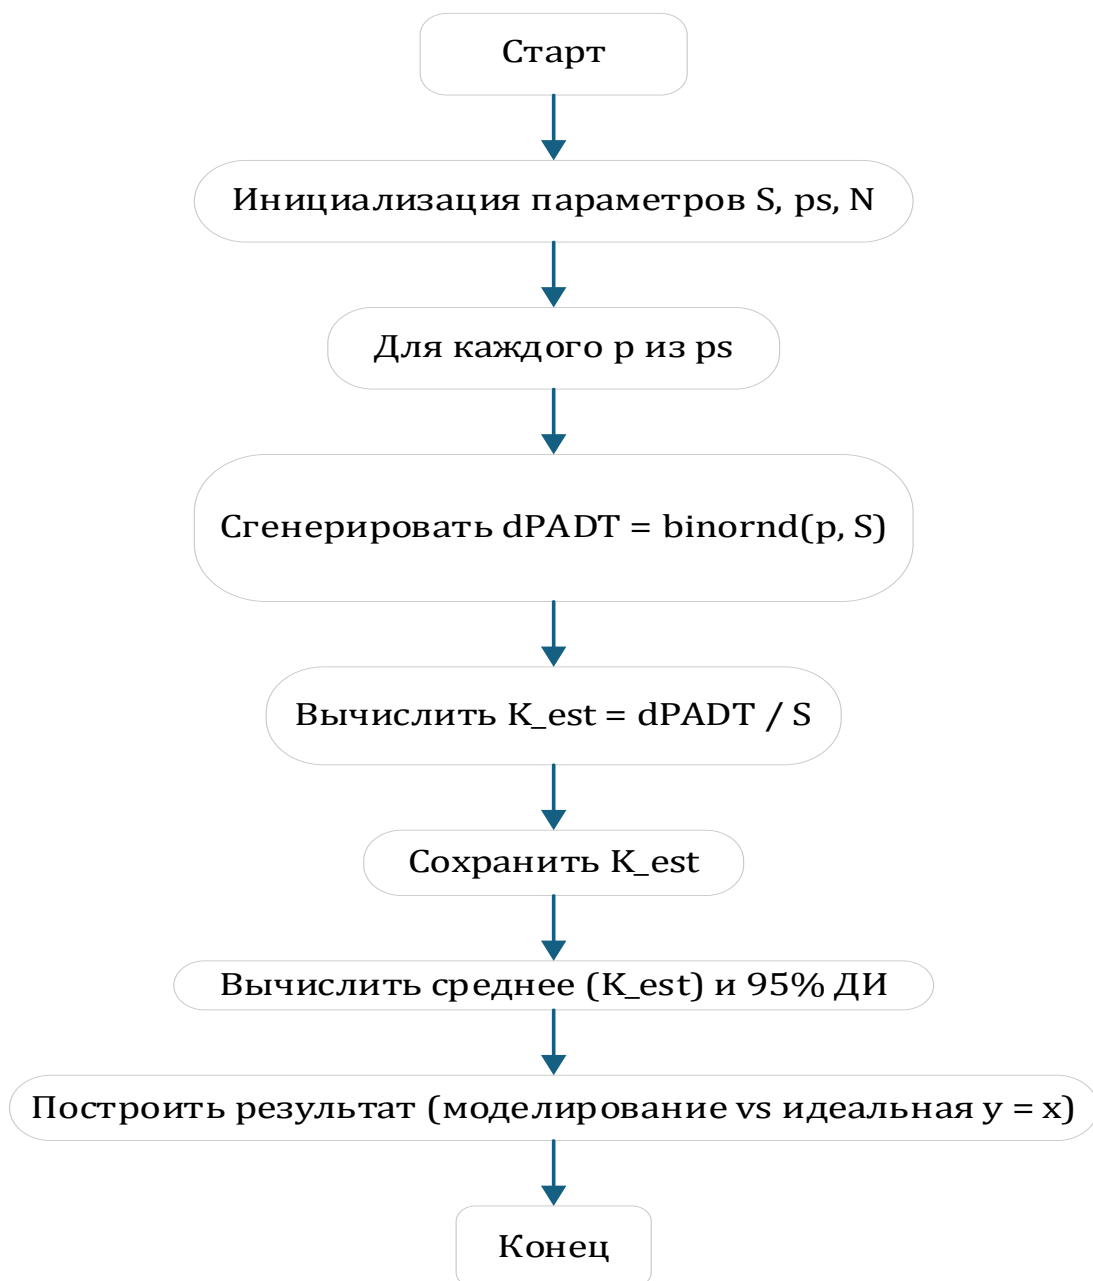 Старт
Инициализация параметров S, ps, N
Для каждого p из ps
Сгенерировать dPADT = binornd(p, S)
Вычислить K_est = dPADT / S
Сохранить K_est
Вычислить среднее (K_est) и 95% ДИ
Построить результат (моделирование vs идеальная y = x)
Конец